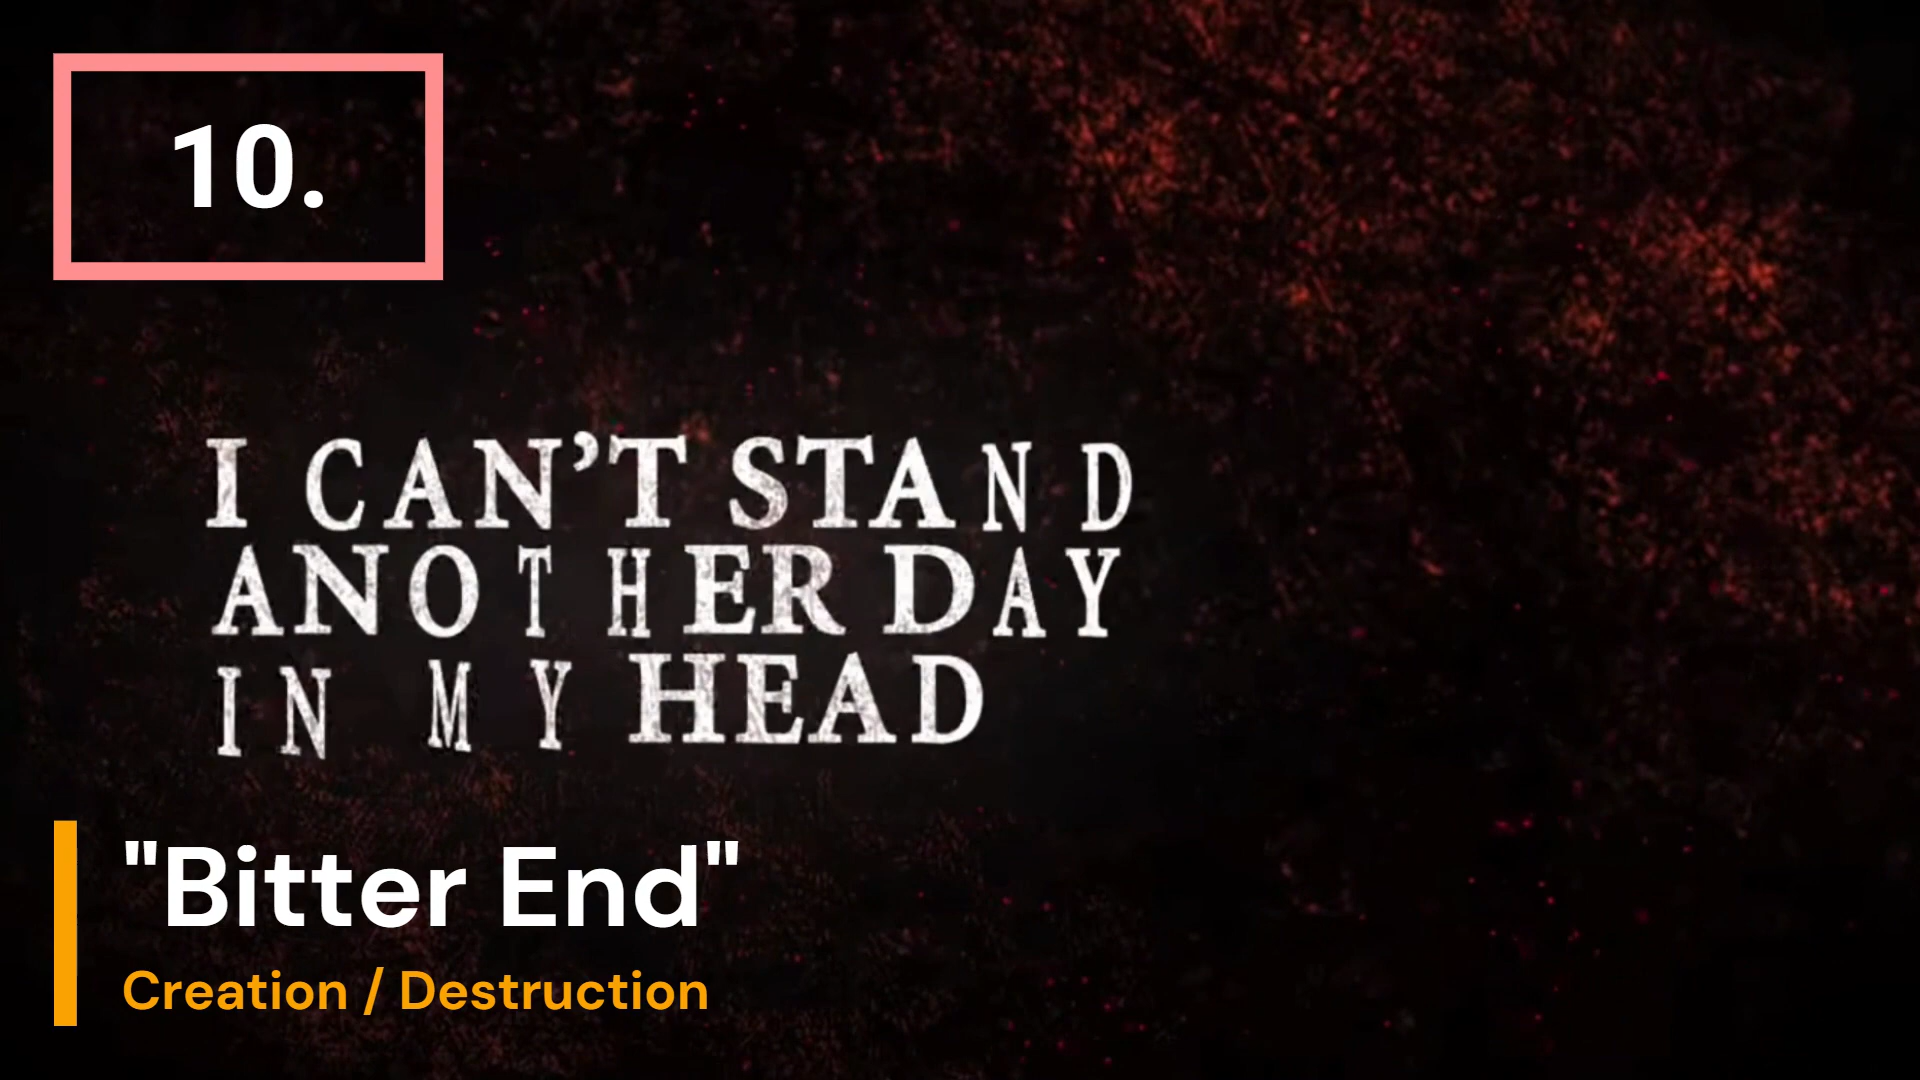 10.
I CAN’T STAND
ANOTHER DAY
IN MY HEAD
"Bitter End"
Creation / Destruction